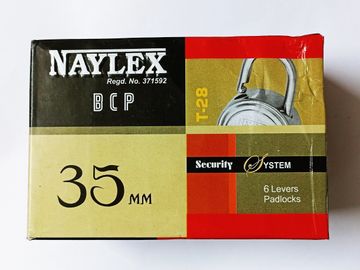 NAYLEX
Regd. No. 371592
BCP
T-28
35 MM
Security SYSTEM
6 Levers
Padlocks